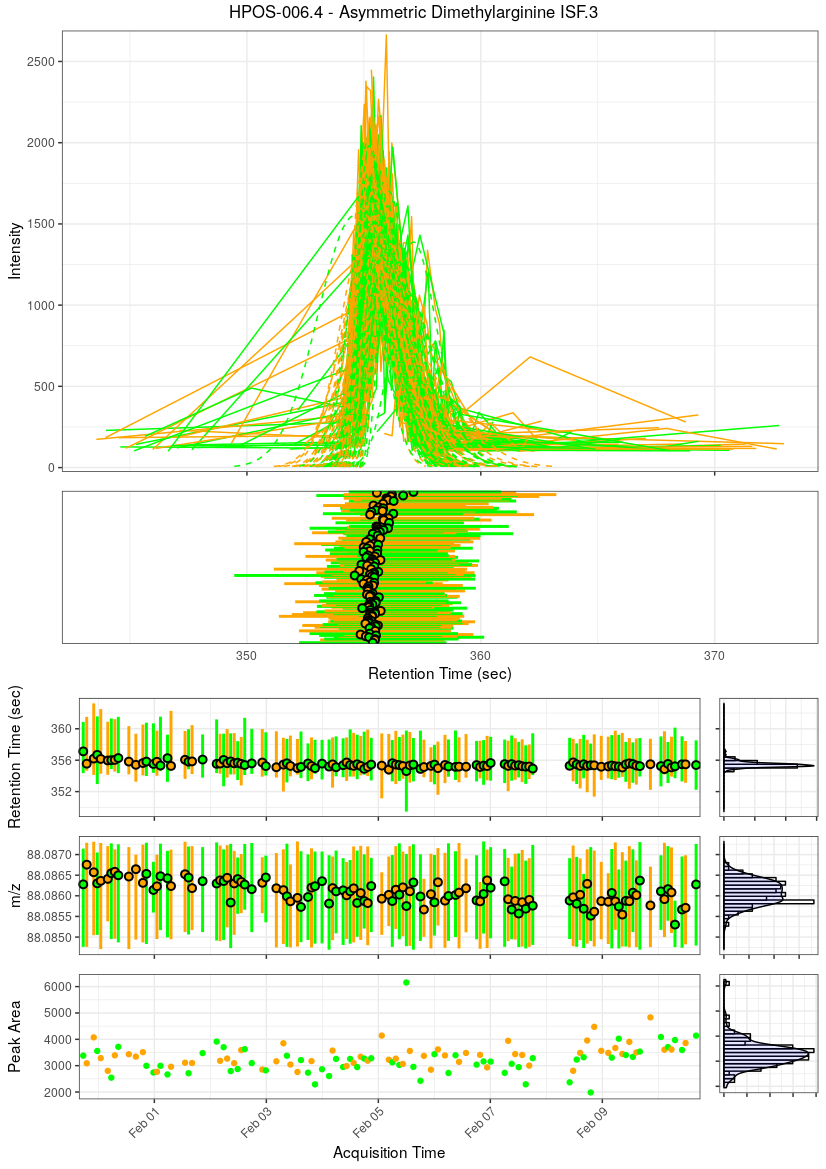 HPOS-006.4 - Asymmetric Dimethylarginine ISF.3
Intensity
2500
2000
1500
1000
500
0
350
360
370
Retention Time (sec)
Retention Time (sec)
360
356
352
m/z
88.0870
88.0865
88.0860
88.0855
88.0850
Peak Area
6000
5000
4000
3000
2000
Feb 01
Feb 03
Feb 05
Feb 07
Feb 09
Acquisition Time